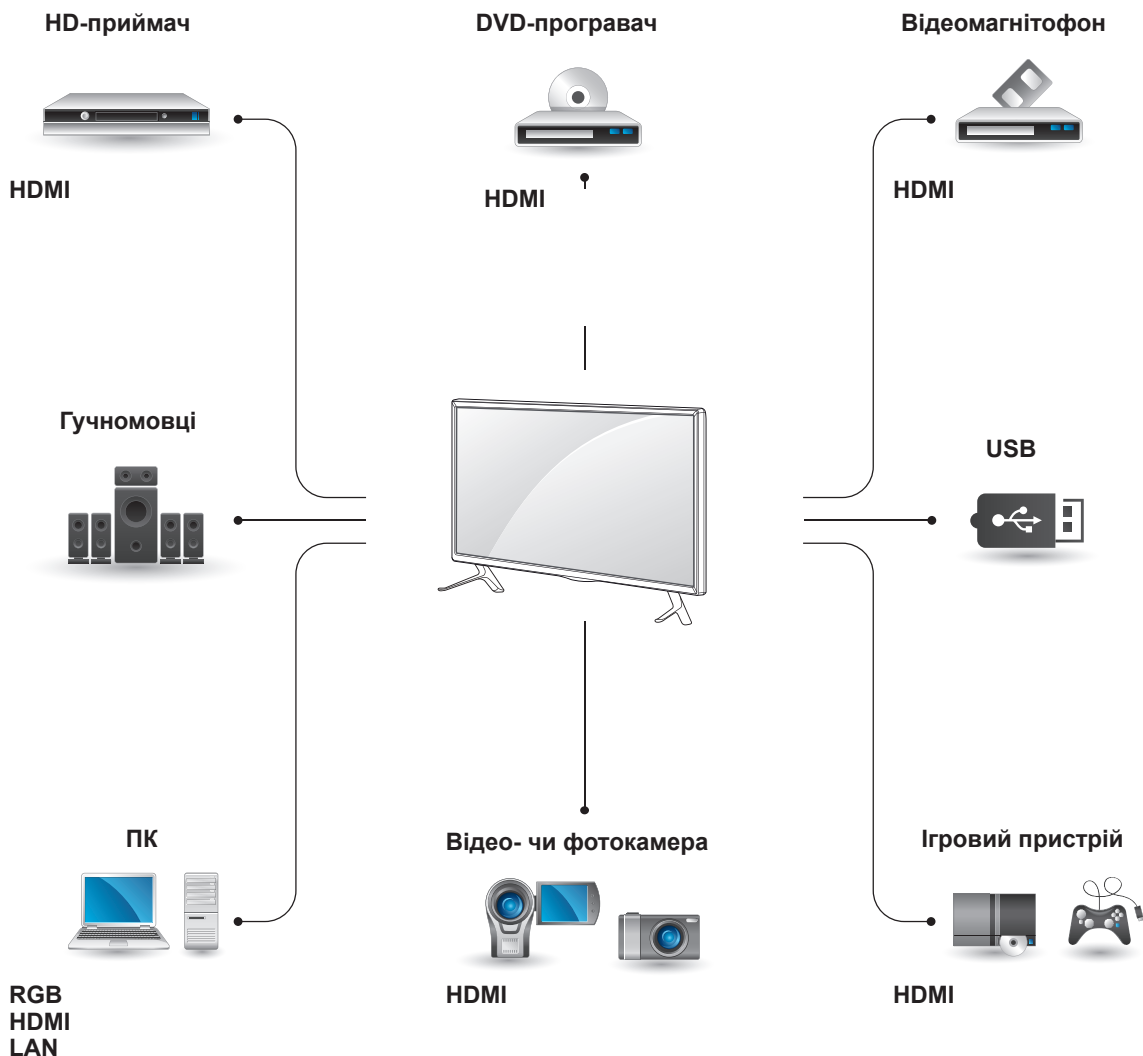 HD-приймач
DVD-програвач
Відеомагнітофон
HDMI
HDMI
HDMI
Гучномовці
USB
ПК
Відео- чи фотокамера
Ігровий пристрій
RGB
HDMI
LAN
HDMI
HDMI